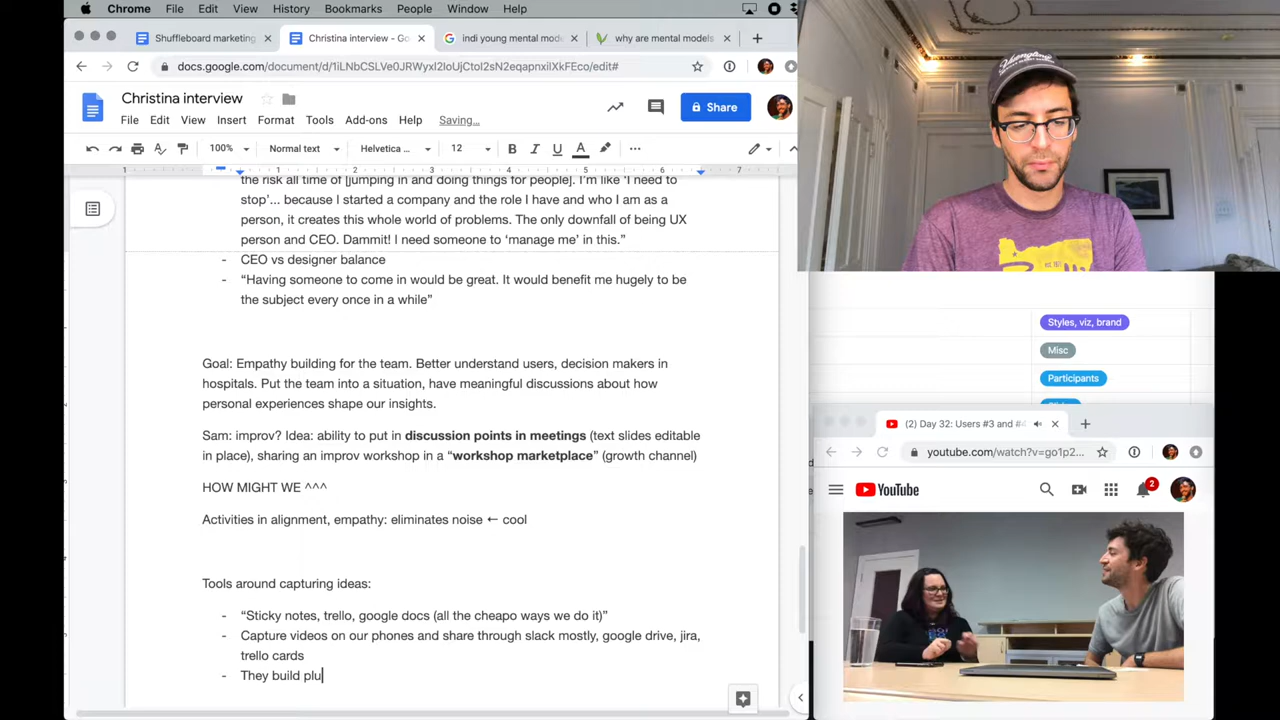 Chrome File Edit View History Bookmarks People Window Help
Shuffleboard marketing
Christina interview - Go
indi young mental mode
why are mental models
docs.google.com/document
edit#
Christina interview
File Edit View Insert Format Tools Add-ons Help Saving...
Share
100% Normal text Helvetica ... 12
1 1 2 3 4 5 6 7
the risk all time of [jumping in and doing things for people]. I'm like 'I need to
stop'... because I started a company and the role I have and who I am as a
person, it creates this whole world of problems. The only downfall of being UX
person and CEO. Dammit! I need someone to 'manage me' in this."
- CEO vs designer balance
- "Having someone to come in would be great. It would benefit me hugely to be
the subject every once in a while"
Goal: Empathy building for the team. Better understand users, decision makers in
hospitals. Put the team into a situation, have meaningful discussions about how
personal experiences shape our insights.
Sam: improv? Idea: ability to put in discussion points in meetings (text slides editable
in place), sharing an improv workshop in a "workshop marketplace" (growth channel)
HOW MIGHT WE ^^^
Activities in alignment, empathy: eliminates noise ← cool
Tools around capturing ideas:
- "Sticky notes, trello, google docs (all the cheapo ways we do it)"
- Capture videos on our phones and share through slack mostly, google drive, jira,
trello cards
- They build plu
OREGON
Styles, viz, brand
Misc
Participants
(2) Day 32: Users #3 and #4
youtube.com/watch?v=go1p2...
YouTube
2